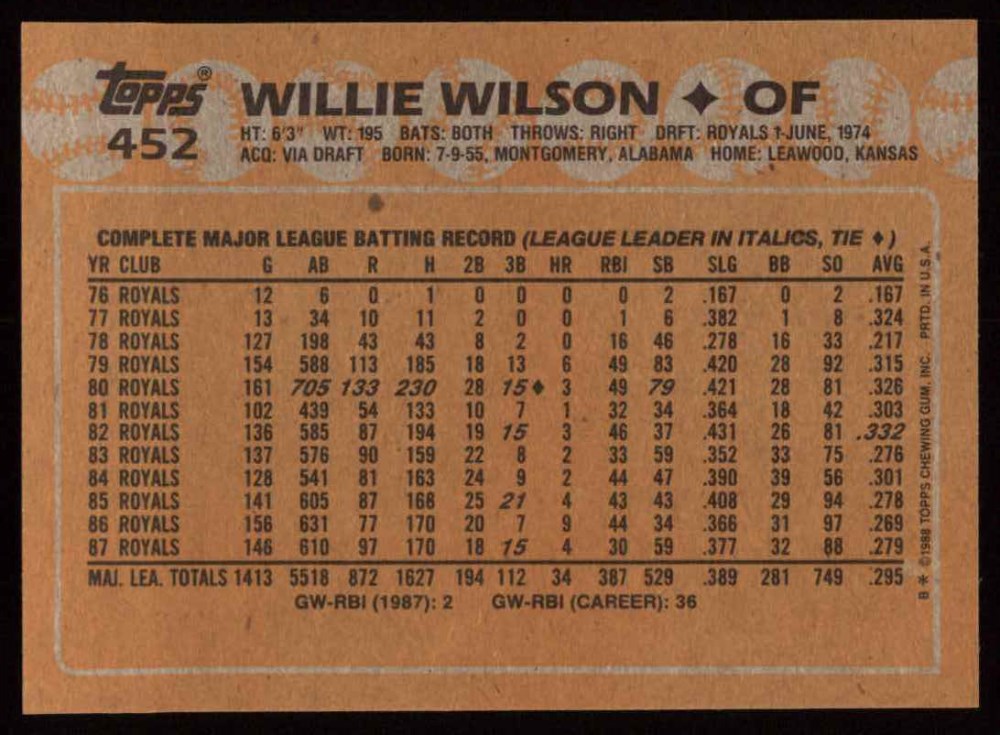 Topps® WILLIE WILSON ✦ OF
452 HT: 6'3" WT: 195 BATS: BOTH THROWS: RIGHT DRFT: ROYALS 1-JUNE, 1974
ACQ: VIA DRAFT BORN: 7-9-55, MONTGOMERY, ALABAMA HOME: LEAWOOD, KANSAS
COMPLETE MAJOR LEAGUE BATTING RECORD (LEAGUE LEADER IN ITALICS, TIE ♦)
YR CLUB G AB R H 2B 3B HR RBI SB SLG BB SO AVG
76 ROYALS 12 6 0 1 0 0 0 0 2 .167 0 2 .167
77 ROYALS 13 34 10 11 2 0 0 1 6 .382 1 8 .324
78 ROYALS 127 198 43 43 8 2 0 16 46 .278 16 33 .217
79 ROYALS 154 588 113 185 18 13 6 49 83 .420 28 92 .315
80 ROYALS 161 705 133 230 28 15♦ 3 49 79 .421 28 81 .326
81 ROYALS 102 439 54 133 10 7 1 32 34 .364 18 42 .303
82 ROYALS 136 585 87 194 19 15 3 46 37 .431 26 81 .332
83 ROYALS 137 576 90 159 22 8 2 33 59 .352 33 75 .276
84 ROYALS 128 541 81 163 24 9 2 44 47 .390 39 56 .301
85 ROYALS 141 605 87 168 25 21 4 43 43 .408 29 94 .278
86 ROYALS 156 631 77 170 20 7 9 44 34 .366 31 97 .269
87 ROYALS 146 610 97 170 18 15 4 30 59 .377 32 88 .279
MAJ. LEA. TOTALS 1413 5518 872 1627 194 112 34 387 529 .389 281 749 .295
GW-RBI (1987): 2 GW-RBI (CAREER): 36
B * ©1988 TOPPS CHEWING GUM, INC. PRTD. IN U.S.A.